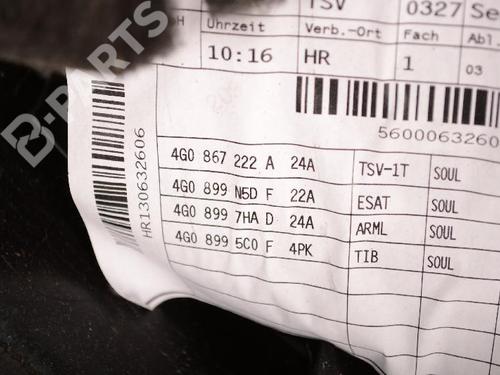 TSV 0327 Se
H Uhrzeit Verb.-Ort Fach Abl
10:16 HR 1 03
5600063260
HR130632606
4G0 867 222 A 24A TSV-1T SOUL
4G0 899 N5D F 22A ESAT SOUL
4G0 899 7HA D 24A ARML SOUL
4G0 899 5C0 F 4PK TIB SOUL
B-PARTS